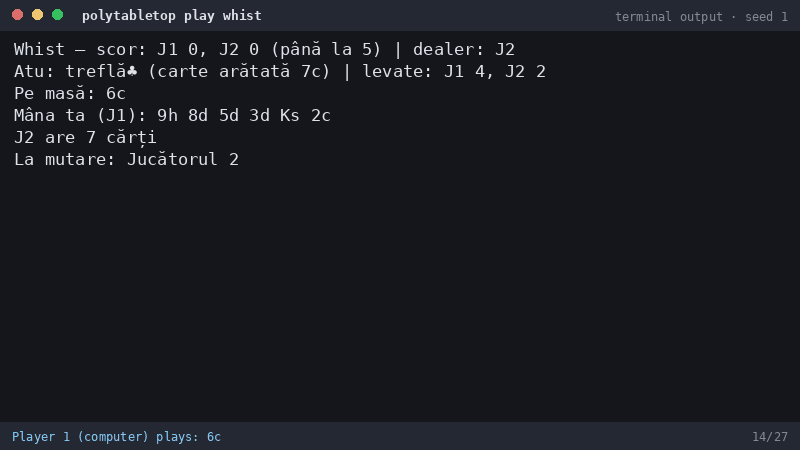 polytabletop play whist
terminal output · seed 1
Whist — scor: J1 0, J2 0 (până la 5) | dealer: J2
Atu: treflă♣ (carte arătată 7c) | levate: J1 4, J2 2
Pe masă: 6c
Mâna ta (J1): 9h 8d 5d 3d Ks 2c
J2 are 7 cărți
La mutare: Jucătorul 2
Player 1 (computer) plays: 6c
14/27